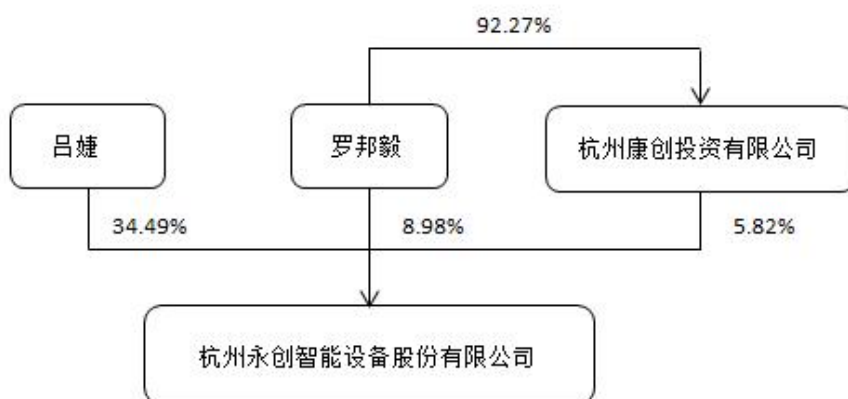 92.27%
吕婕
罗邦毅
杭州康创投资有限公司
34.49%
8.98%
5.82%
杭州永创智能设备股份有限公司